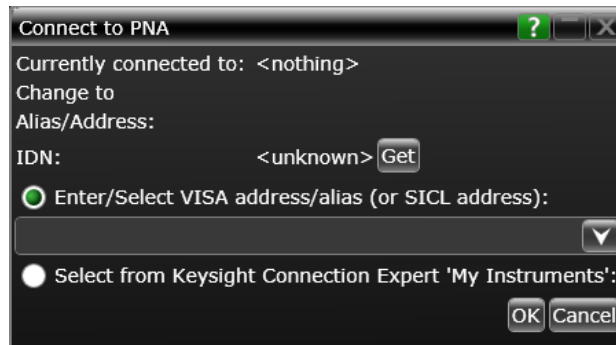 Connect to PNA ?
Currently connected to: <nothing>
Change to
Alias/Address:
IDN: <unknown> Get
Enter/Select VISA address/alias (or SICL address):
Select from Keysight Connection Expert 'My Instruments':
OK Cancel